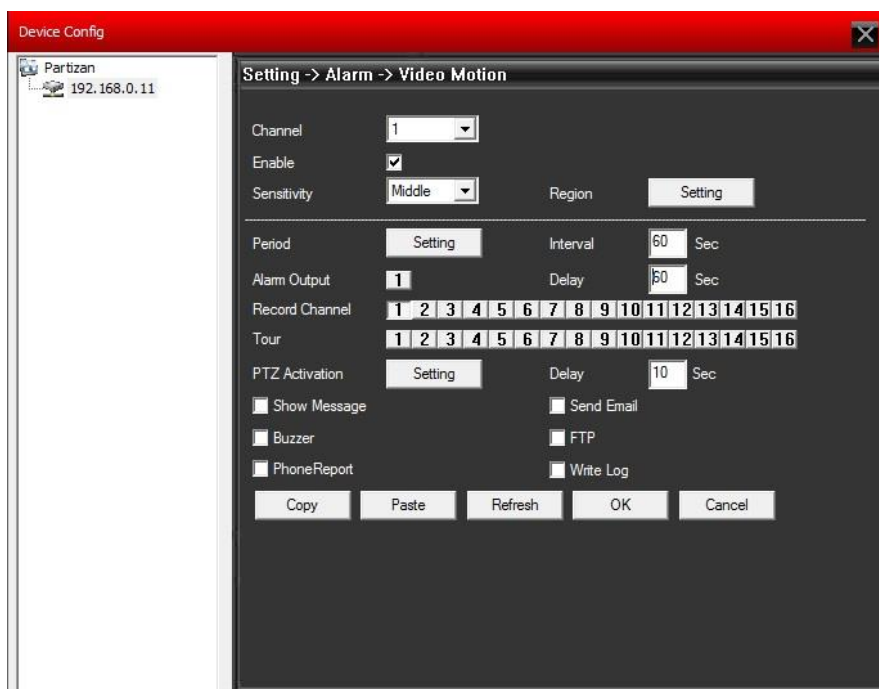 Device Config
Partizan
192.168.0.11
Setting -> Alarm -> Video Motion
Channel 1
Enable
Sensitivity Middle Region Setting
Period Setting Interval 60 Sec
Alarm Output 1 Delay 60 Sec
Record Channel 1 2 3 4 5 6 7 8 9 10 11 12 13 14 15 16
Tour 1 2 3 4 5 6 7 8 9 10 11 12 13 14 15 16
PTZ Activation Setting Delay 10 Sec
Show Message Send Email
Buzzer FTP
PhoneReport Write Log
Copy Paste Refresh OK Cancel